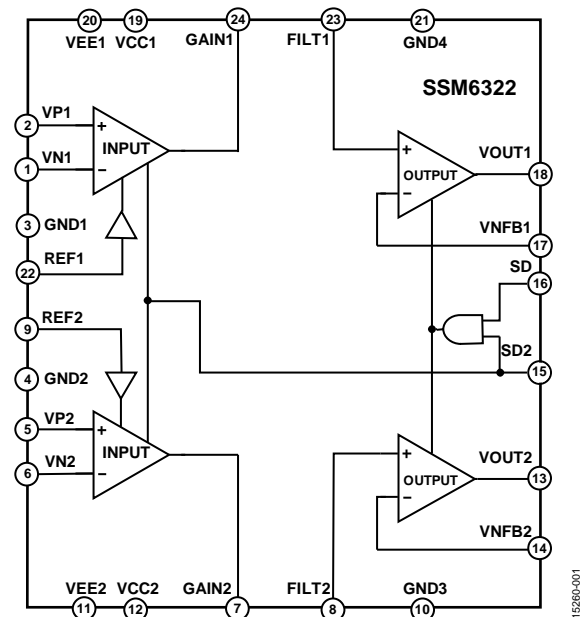 20 19 24 23 21
VEE1 VCC1 GAIN1 FILT1 GND4
SSM6322
2 VP1 + INPUT
1 VN1 −
+ OUTPUT − VOUT1 18
3 GND1
VNFB1 17
22 REF1
SD 16
9 REF2
SD2 15
4 GND2
5 VP2 + INPUT
6 VN2 −
+ OUTPUT − VOUT2 13
VNFB2 14
VEE2 VCC2 GAIN2 FILT2 GND3
11 12 7 8 10
15260-001